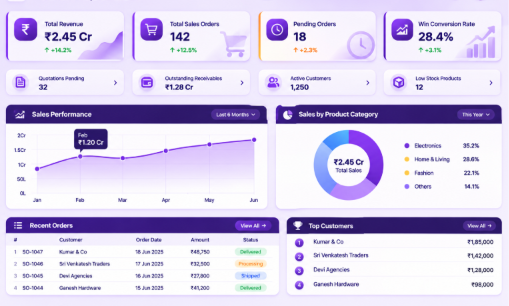 Total Revenue
₹2.45 Cr
↑ +14.2%
Total Sales Orders
142
↑ +12.5%
Pending Orders
18
↑ +2.3%
Win Conversion Rate
28.4%
↑ +3.1%
Quotations Pending
32
Outstanding Receivables
₹1.28 Cr
Active Customers
1,250
Low Stock Products
12
Sales Performance
Last 6 Months
2Cr
1.5Cr
1Cr
50L
0L
Feb
₹1.20 Cr
Jan Feb Mar Apr May Jun
Sales by Product Category
This Year
₹2.45 Cr
Total Sales
Electronics 35.2%
Home & Living 28.6%
Fashion 22.1%
Others 14.1%
Recent Orders
View All →
# Customer Order Date Amount Status
1 SO-1047 Kumar & Co 18 Jun 2025 ₹48,750 Delivered
2 SO-1046 Sri Venkatesh Traders 17 Jun 2025 ₹32,500 Processing
3 SO-1045 Devi Agencies 16 Jun 2025 ₹27,800 Shipped
4 SO-1044 Ganesh Hardware 15 Jun 2025 ₹41,200 Delivered
Top Customers
View All →
1 Kumar & Co ₹1,85,000
2 Sri Venkatesh Traders ₹1,42,000
3 Devi Agencies ₹1,28,000
4 Ganesh Hardware ₹98,000